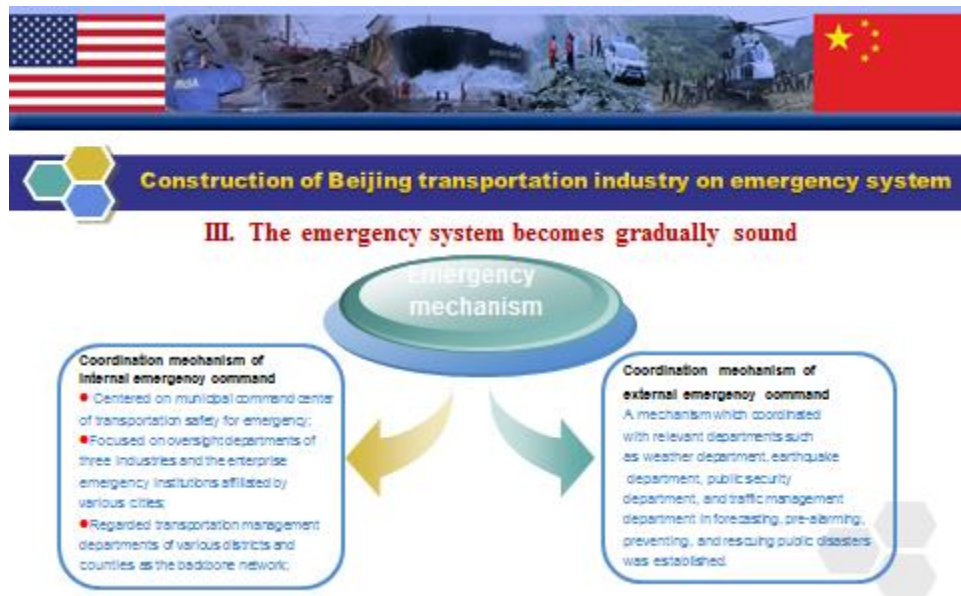 Construction of Beijing transportation industry on emergency system
III. The emergency system becomes gradually sound
Emergency
mechanism
Coordination mechanism of
internal emergency command
● Centered on municipal command center
of transportation safety for emergency;
●Focused on oversight departments of
three industries and the enterprise
emergency institutions affiliated by
various cities;
●Regarded transportation management
departments of various districts and
counties as the backbone network;
Coordination mechanism of
external emergency command
A mechanism which coordinated
with relevant departments such
as weather department, earthquake
department, public security
department, and traffic management
department in forecasting, pre-alarming,
preventing, and rescuing public disasters
was established.